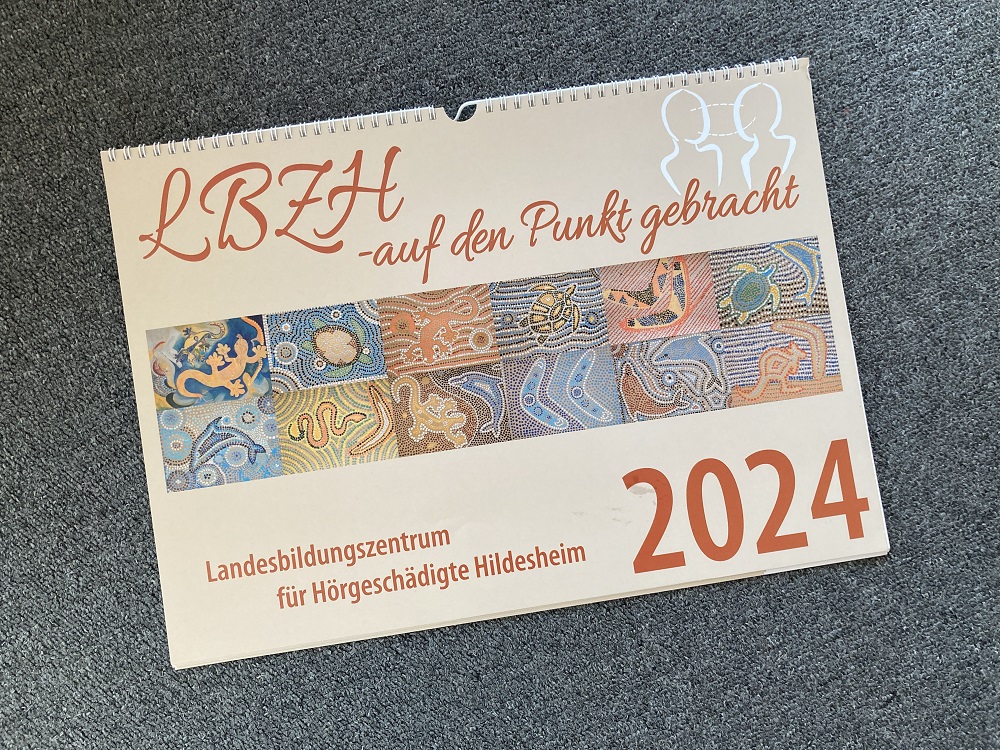 LBZH
-auf den Punkt gebracht
2024
Landesbildungszentrum
für Hörgeschädigte Hildesheim